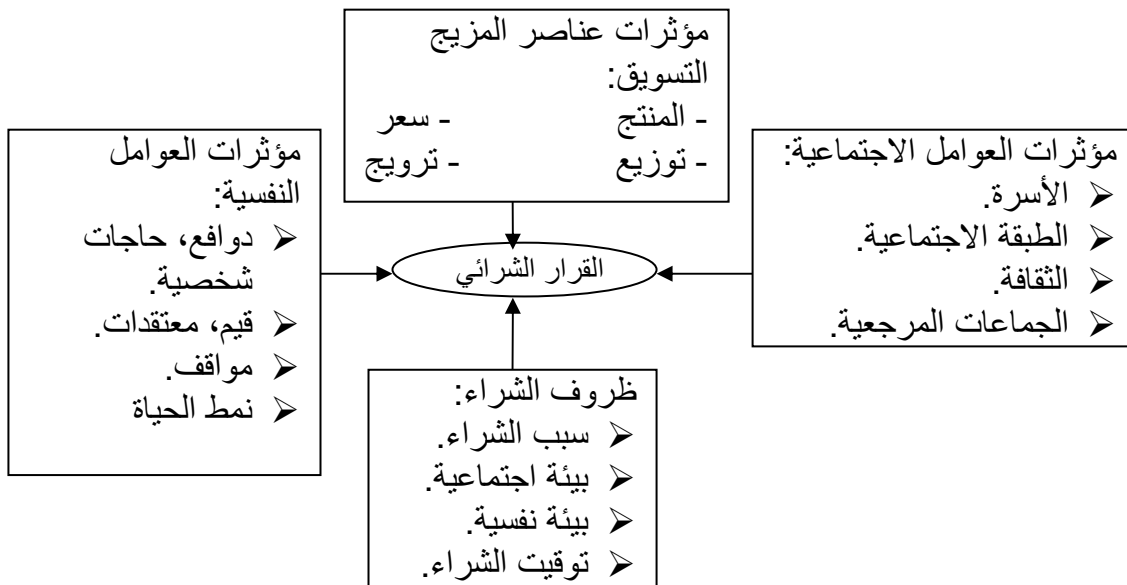 مؤثرات عناصر المزيج
التسويق:
- المنتج - سعر
- توزيع - ترويج
مؤثرات العوامل الاجتماعية:
الأسرة.
الطبقة الاجتماعية.
الثقافة.
الجماعات المرجعية.
القرار الشرائي
مؤثرات العوامل
النفسية:
دوافع، حاجات
شخصية.
قيم، معتقدات.
مواقف.
نمط الحياة
ظروف الشراء:
سبب الشراء.
بيئة اجتماعية.
بيئة نفسية.
توقيت الشراء.